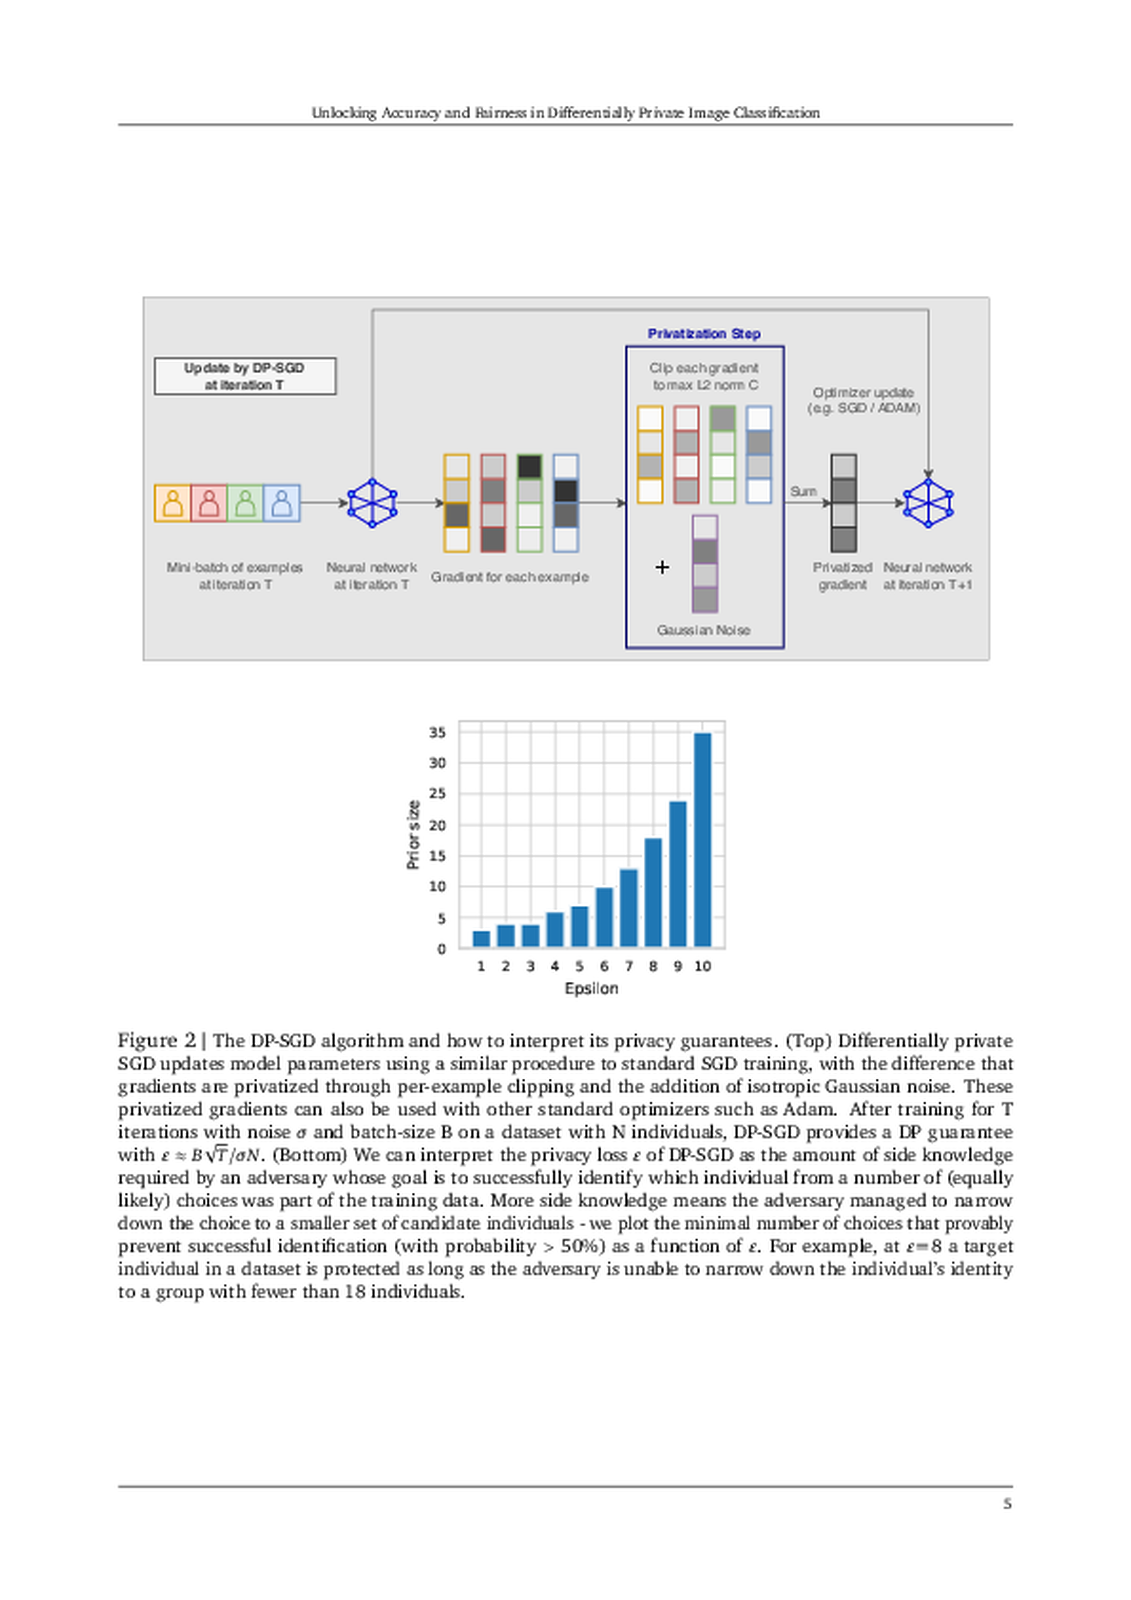 Unlocking Accuracy and Fairness in Differentially Private Image Classification
Update by DP-SGD
at iteration T
Privatization Step
Clip each gradient
to max L2 norm C
Optimizer update
(e.g. SGD / ADAM)
Sum
+
Mini-batch of examples
at iteration T
Neural network
at iteration T
Gradient for each example
Gaussian Noise
Privatized
gradient
Neural network
at iteration T+1
35
30
25
20
15
10
5
0
Prior size
1 2 3 4 5 6 7 8 9 10
Epsilon
Figure 2 | The DP-SGD algorithm and how to interpret its privacy guarantees. (Top) Differentially private
SGD updates model parameters using a similar procedure to standard SGD training, with the difference that
gradients are privatized through per-example clipping and the addition of isotropic Gaussian noise. These
privatized gradients can also be used with other standard optimizers such as Adam. After training for T
iterations with noise σ and batch-size B on a dataset with N individuals, DP-SGD provides a DP guarantee
with ε ≈ B√T/σN. (Bottom) We can interpret the privacy loss ε of DP-SGD as the amount of side knowledge
required by an adversary whose goal is to successfully identify which individual from a number of (equally
likely) choices was part of the training data. More side knowledge means the adversary managed to narrow
down the choice to a smaller set of candidate individuals - we plot the minimal number of choices that provably
prevent successful identification (with probability > 50%) as a function of ε. For example, at ε=8 a target
individual in a dataset is protected as long as the adversary is unable to narrow down the individual's identity
to a group with fewer than 18 individuals.
5